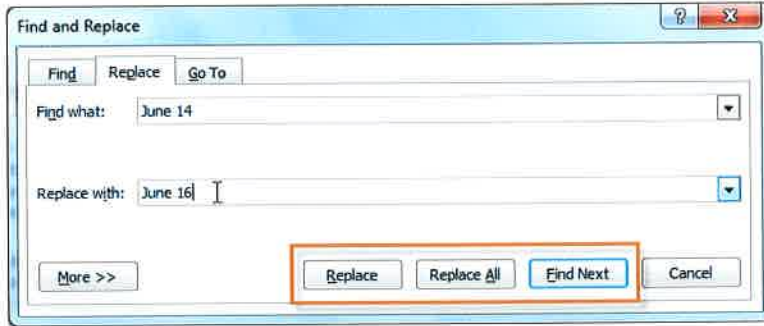 Find and Replace
Find Replace Go To
Find what: June 14
Replace with: June 16
More >> Replace Replace All Find Next Cancel